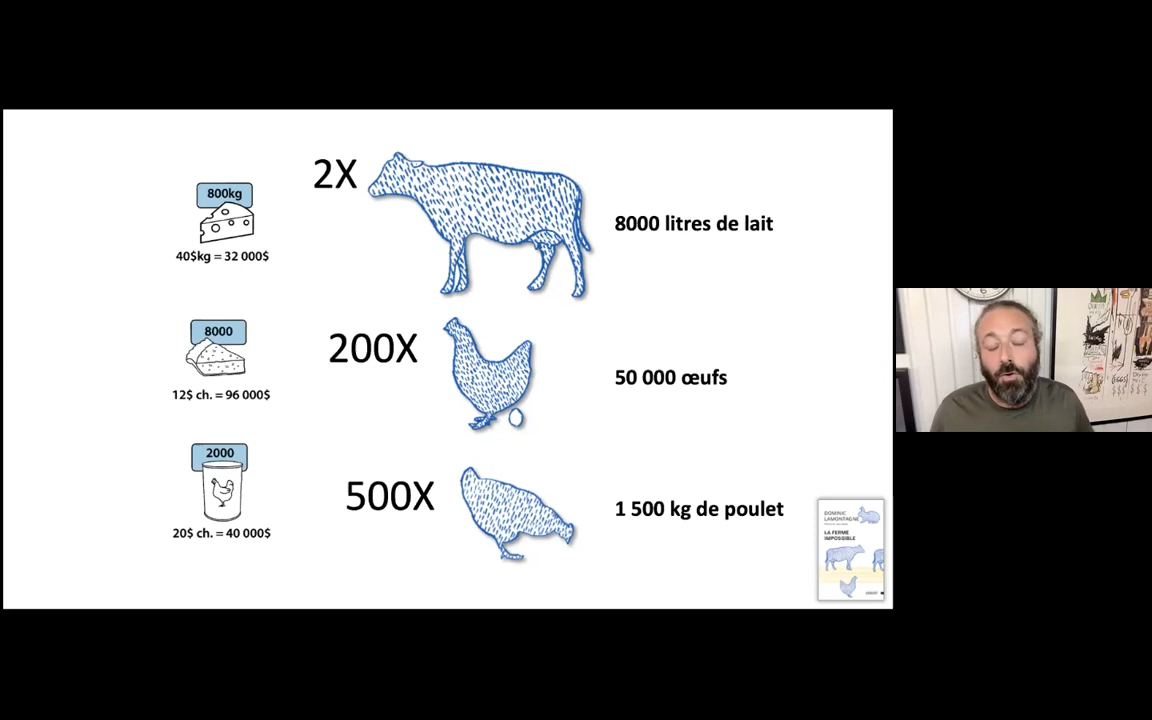 800kg
40$kg = 32 000$
2X
8000 litres de lait
8000
12$ ch. = 96 000$
200X
50 000 œufs
2000
20$ ch. = 40 000$
500X
1 500 kg de poulet
DOMINIC
LAMONTAGNE
LA FERME
IMPOSSIBLE
(EGGS)
$ $ $